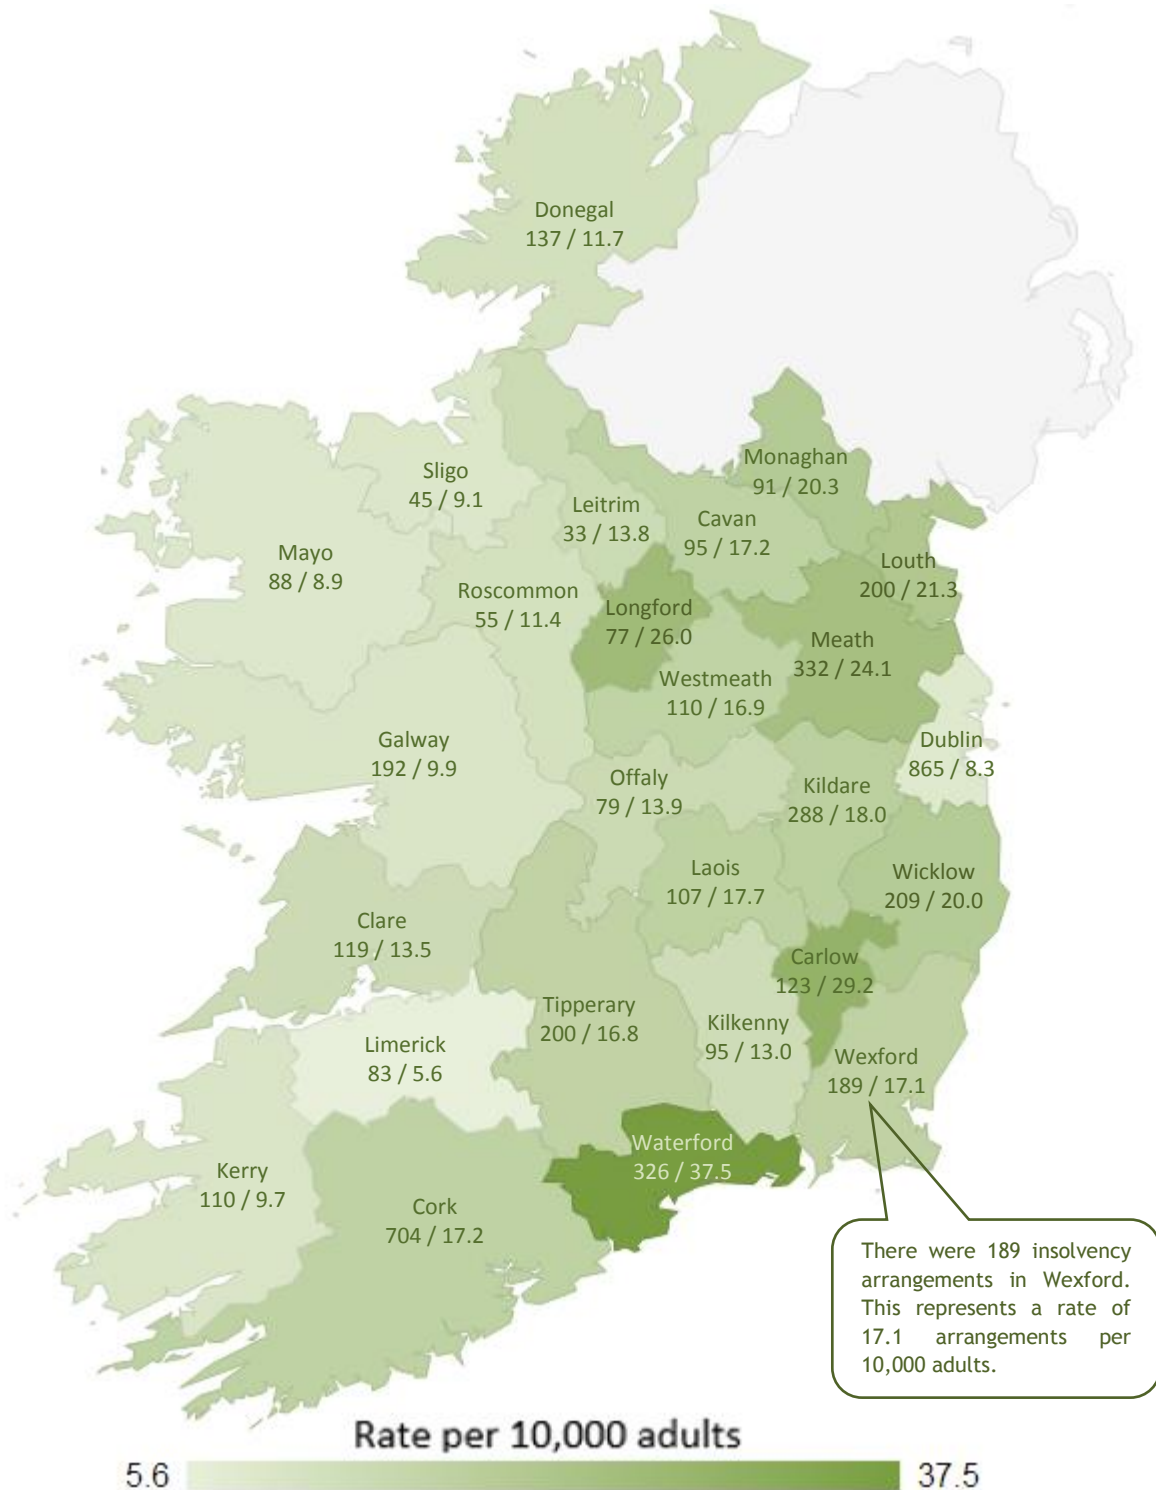 Donegal
137 / 11.7
Monaghan
91 / 20.3
Sligo
45 / 9.1
Leitrim
33 / 13.8
Cavan
95 / 17.2
Mayo
88 / 8.9
Louth
200 / 21.3
Roscommon
55 / 11.4
Longford
77 / 26.0
Meath
332 / 24.1
Westmeath
110 / 16.9
Galway
192 / 9.9
Dublin
865 / 8.3
Offaly
79 / 13.9
Kildare
288 / 18.0
Laois
107 / 17.7
Wicklow
209 / 20.0
Clare
119 / 13.5
Carlow
123 / 29.2
Tipperary
200 / 16.8
Kilkenny
95 / 13.0
Limerick
83 / 5.6
Wexford
189 / 17.1
Waterford
326 / 37.5
Kerry
110 / 9.7
Cork
704 / 17.2
There were 189 insolvency
arrangements in Wexford.
This represents a rate of
17.1 arrangements per
10,000 adults.
Rate per 10,000 adults
5.6
37.5